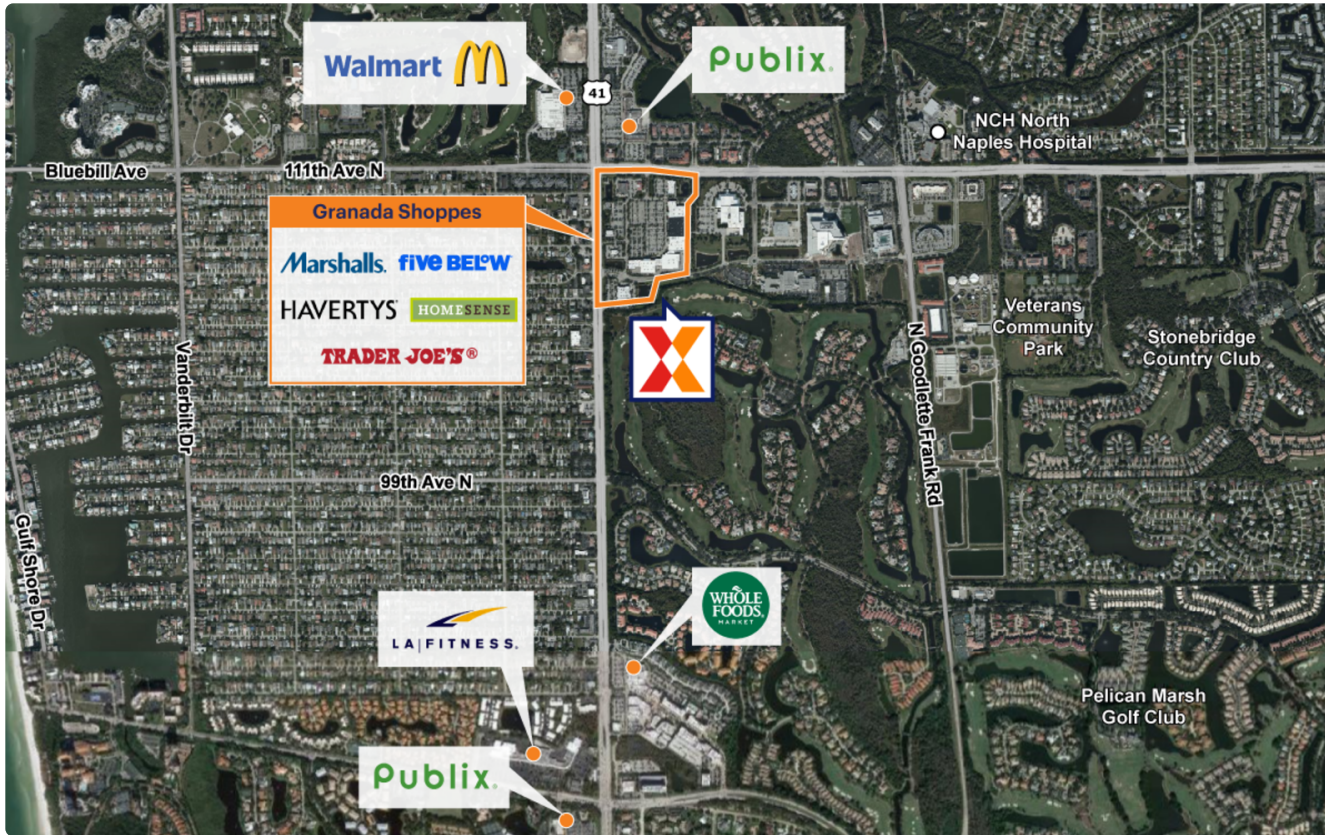 Walmart
Publix.
41
NCH North
Naples Hospital
Bluebill Ave
111th Ave N
Granada Shoppes
Marshalls.
five BELOW
HAVERTYS
HOMESENSE
TRADER JOE'S®
Veterans
Community
Park
Stonebridge
Country Club
Vanderbilt Dr
N Goodlette Frank Rd
99th Ave N
Gulf Shore Dr
WHOLE
FOODS
MARKET
LA|FITNESS.
Pelican Marsh
Golf Club
Publix.